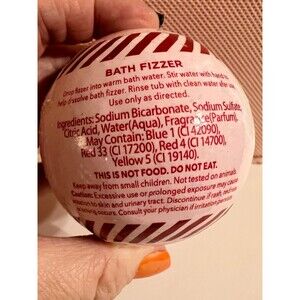 BATH FIZZER
Drop fizzer into warm bath water. Stir water with hand to
help dissolve bath fizzer. Rinse tub with clean water after use.
Use only as directed.
Ingredients: Sodium Bicarbonate, Sodium Sulfate,
Citric Acid, Water(Aqua), Fragrance(Parfum),
May Contain: Blue 1 (CI 42090),
Red 33 (CI 17200), Red 4 (CI 14700),
Yellow 5 (CI 19140).
THIS IS NOT FOOD. DO NOT EAT.
Keep away from small children. Not tested on animals.
Caution: Excessive use or prolonged exposure may cause
irritation to skin and urinary tract. Discontinue if rash, redness
or itching occurs. Consult your physician if irritation persists.